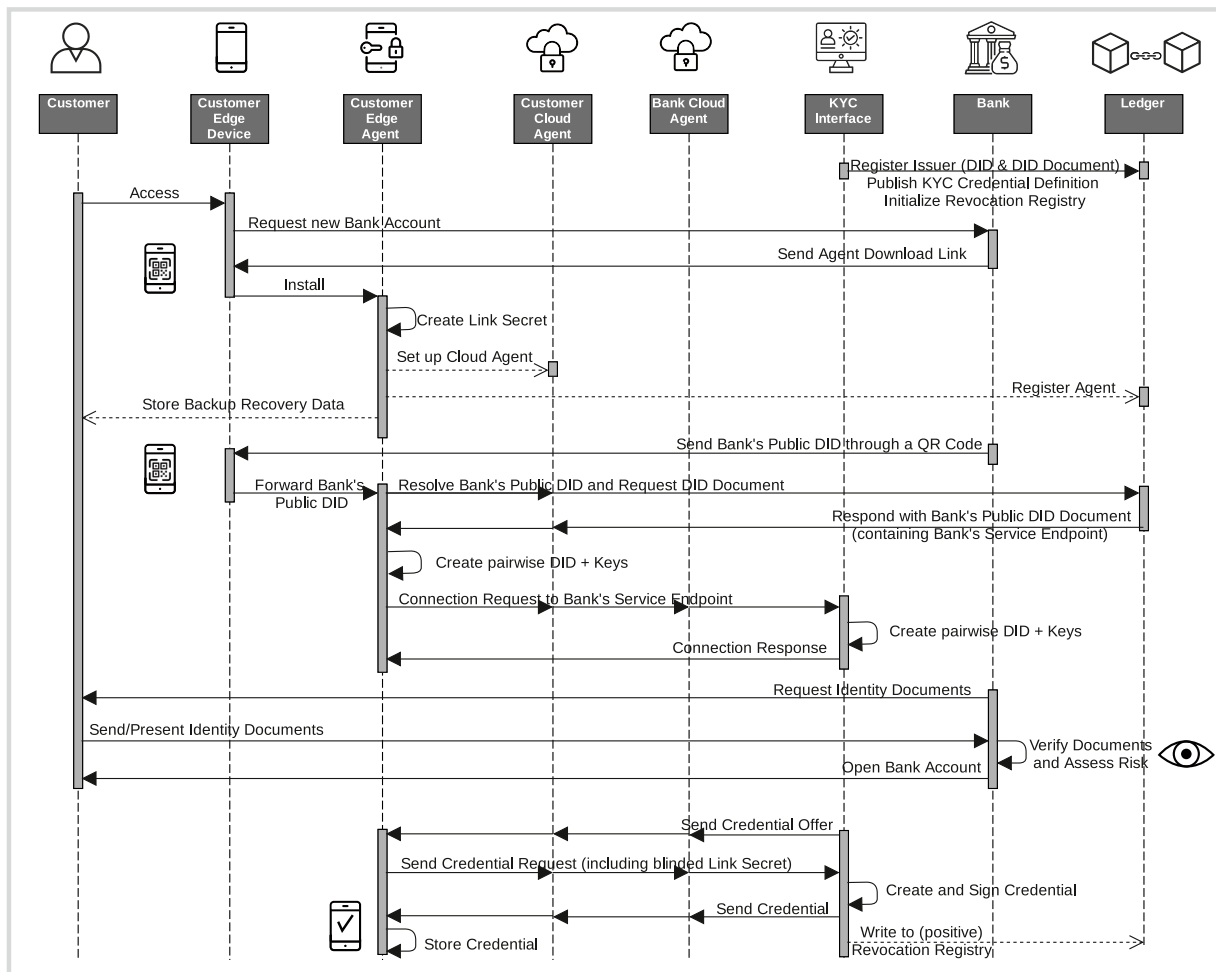 Customer
Customer
Edge
Device
Customer
Edge
Agent
Customer
Cloud
Agent
Bank Cloud
Agent
KYC
Interface
Bank
Ledger
Register Issuer (DID & DID Document)
Publish KYC Credential Definition
Initialize Revocation Registry
Access
Request new Bank Account
Send Agent Download Link
Install
Create Link Secret
Set up Cloud Agent
Register Agent
Store Backup Recovery Data
Send Bank's Public DID through a QR Code
Forward Bank's
Public DID
Resolve Bank's Public DID and Request DID Document
Respond with Bank's Public DID Document
(containing Bank's Service Endpoint)
Create pairwise DID + Keys
Connection Request to Bank's Service Endpoint
Create pairwise DID + Keys
Connection Response
Request Identity Documents
Send/Present Identity Documents
Verify Documents
and Assess Risk
Open Bank Account
Send Credential Offer
Send Credential Request (including blinded Link Secret)
Create and Sign Credential
Send Credential
Store Credential
Write to (positive)
Revocation Registry
$